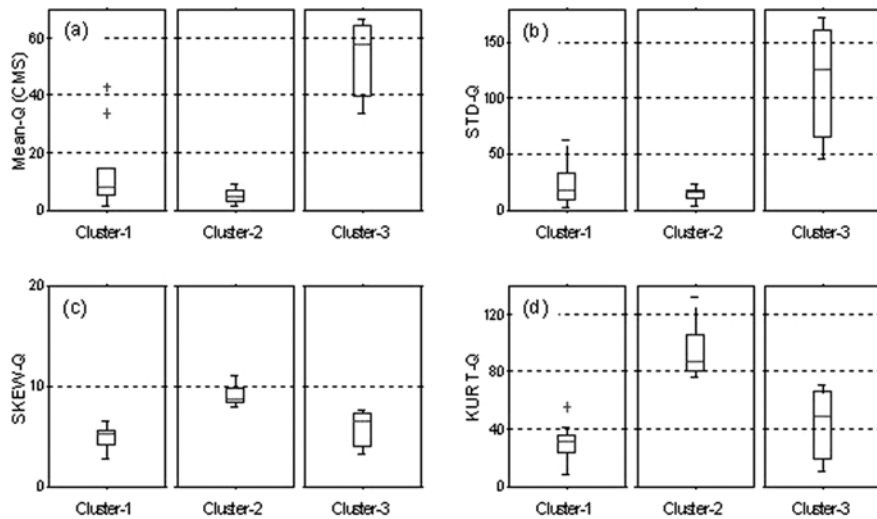 (a)
Mean-Q (CMS)
60
40
20
0
Cluster-1 Cluster-2 Cluster-3
(b)
STD-Q
150
100
50
0
Cluster-1 Cluster-2 Cluster-3
(c)
SKEW-Q
20
10
0
Cluster-1 Cluster-2 Cluster-3
(d)
KURT-Q
120
80
40
0
Cluster-1 Cluster-2 Cluster-3